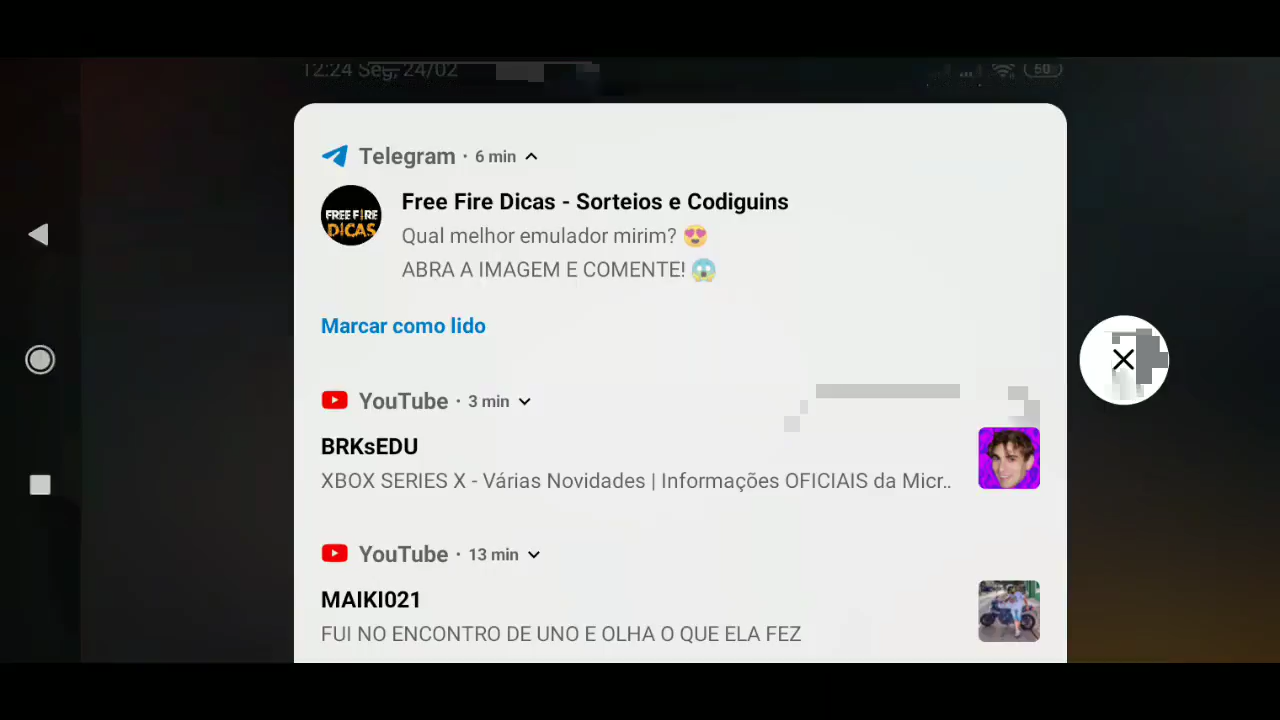 12:24 Seg, 24/02
50
Telegram · 6 min
FREE FIRE
DICAS
Free Fire Dicas - Sorteios e Codiguins
Qual melhor emulador mirim? 😍
ABRA A IMAGEM E COMENTE! 😱
Marcar como lido
YouTube · 3 min
BRKsEDU
XBOX SERIES X - Várias Novidades | Informações OFICIAIS da Micr..
YouTube · 13 min
MAIKI021
FUI NO ENCONTRO DE UNO E OLHA O QUE ELA FEZ